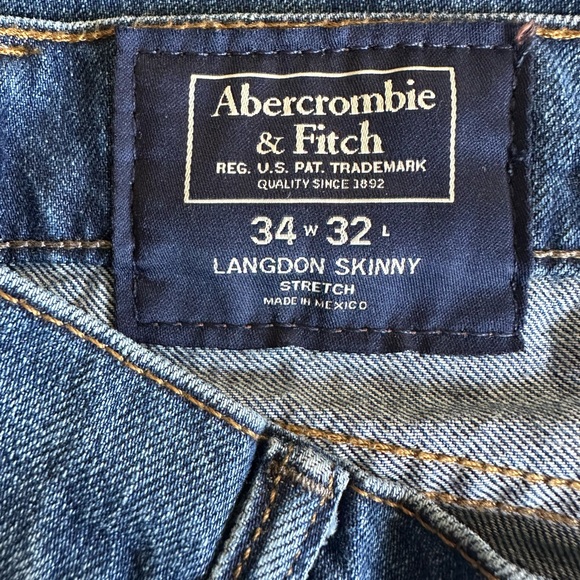 Abercrombie
& Fitch
REG. U.S. PAT. TRADEMARK
QUALITY SINCE 1892
34 W 32 L
LANGDON SKINNY
STRETCH
MADE IN MEXICO